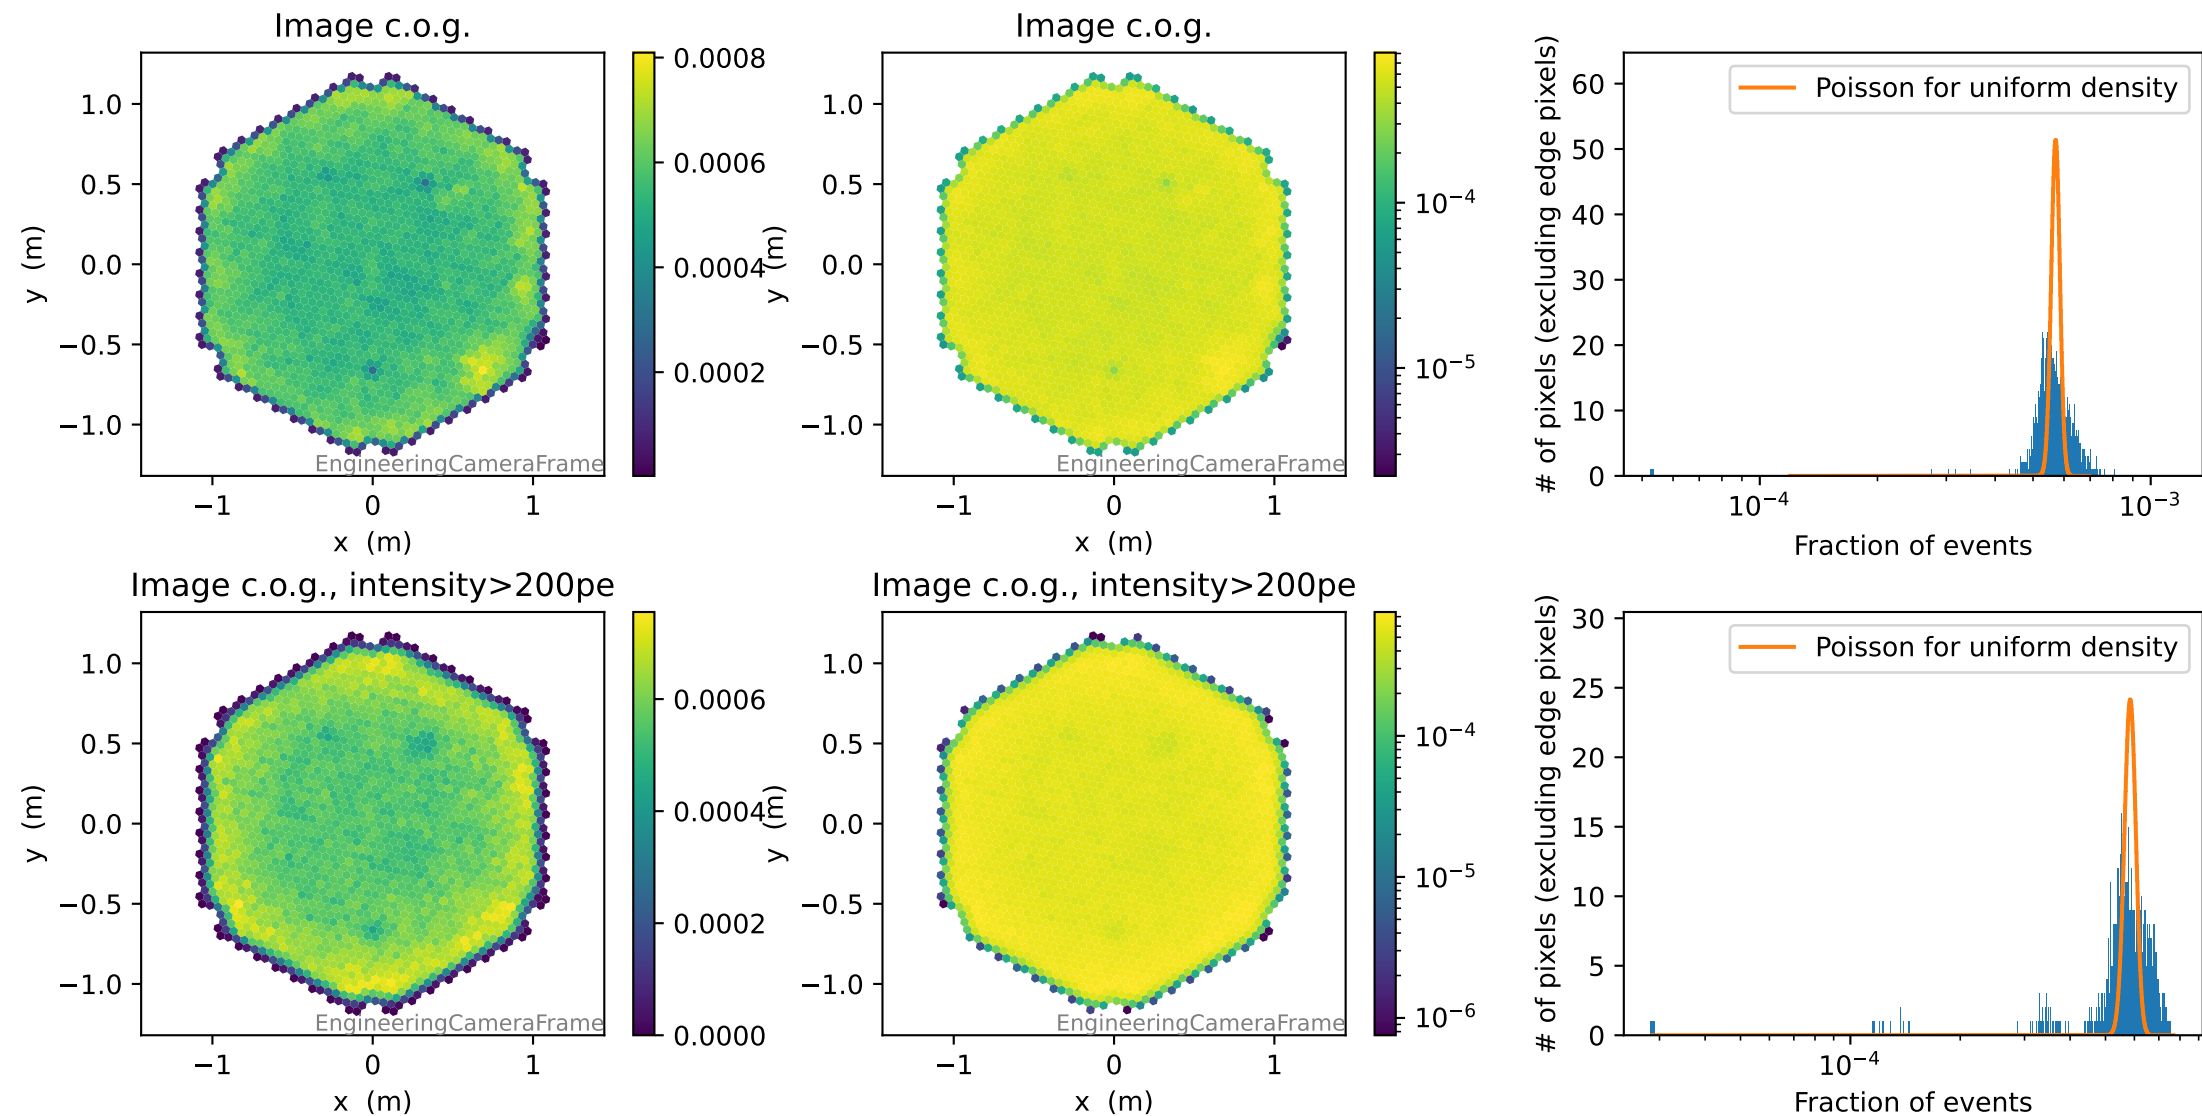 Image c.o.g.
1.0
0.5
0.0
−0.5
−1.0
y (m)
−1
0
1
x (m)
EngineeringCameraFrame
0.0008
0.0006
0.0004
0.0002
Image c.o.g.
1.0
0.5
0.0
−0.5
−1.0
y (m)
−1
0
1
x (m)
EngineeringCameraFrame
10⁻⁴
10⁻⁵
# of pixels (excluding edge pixels)
60
50
40
30
20
10
0
Poisson for uniform density
10⁻⁴
10⁻³
Fraction of events
Image c.o.g., intensity>200pe
1.0
0.5
0.0
−0.5
−1.0
y (m)
−1
0
1
x (m)
EngineeringCameraFrame
0.0006
0.0004
0.0002
0.0000
Image c.o.g., intensity>200pe
1.0
0.5
0.0
−0.5
−1.0
y (m)
−1
0
1
x (m)
EngineeringCameraFrame
10⁻⁴
10⁻⁵
10⁻⁶
# of pixels (excluding edge pixels)
30
25
20
15
10
5
0
Poisson for uniform density
10⁻⁴
Fraction of events